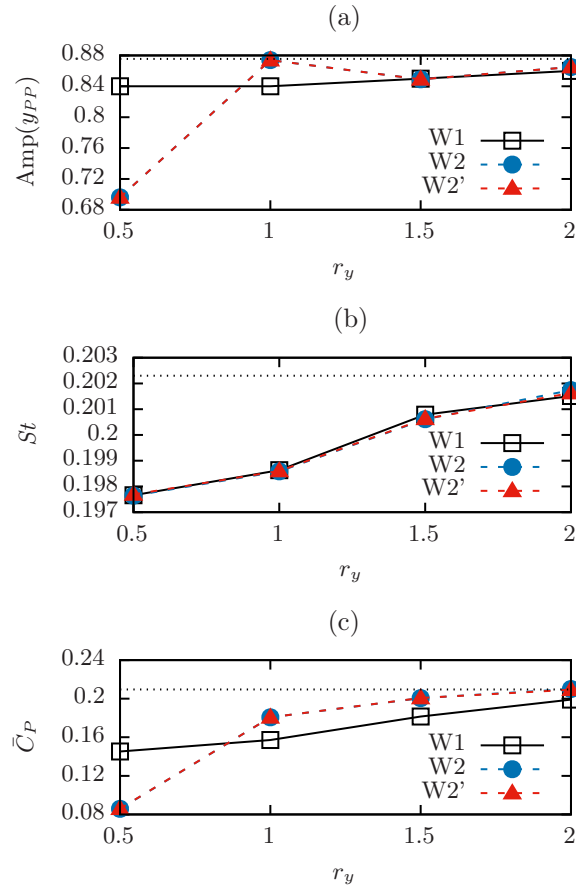 (a)
Amp(y_PP)
0.88
0.84
0.8
0.76
0.72
0.68
W1
W2
W2'
0.5 1 1.5 2
r_y
(b)
St
0.203
0.202
0.201
0.2
0.199
0.198
0.197
W1
W2
W2'
0.5 1 1.5 2
r_y
(c)
C̄_P
0.24
0.2
0.16
0.12
0.08
W1
W2
W2'
0.5 1 1.5 2
r_y